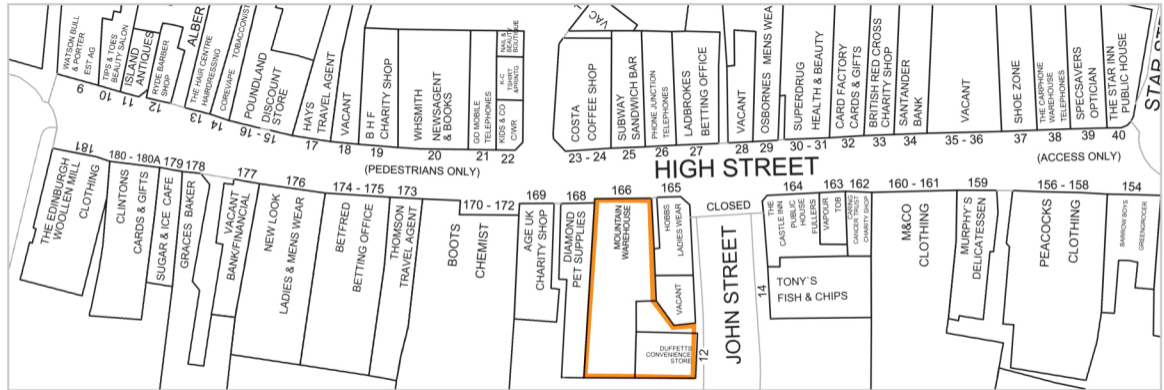 WATSON BULL
& PORTER
EST AG
9
TIPS & TOES
BEAUTY SALON
10
ISLAND
ANTIQUES
11
RYDE BARBER
SHOP
12
ALBER
THE HAIR CENTRE
HAIRDRESSING
13
COREVAPE TOBACCONIST
14
POUNDLAND
DISCOUNT
STORE
15 - 16
HAYS
TRAVEL AGENT
17
VACANT
18
B H F
CHARITY SHOP
19
WHSMITH
NEWSAGENT
& BOOKS
20
GO MOBILE
TELEPHONES
21
NAIL &
BEAUTY
BOUTIQUE
K.C
TSHIRT
&PRNTG
KIDS & CO
C/WR
22
VAC
COSTA
COFFEE SHOP
23 - 24
SUBWAY
SANDWICH BAR
25
PHONE JUNCTION
TELEPHONES
26
LADBROKES
BETTING OFFICE
27
VACANT
28
OSBORNES MENS WEA
29
SUPERDRUG
HEALTH & BEAUTY
30 - 31
CARD FACTORY
CARDS & GIFTS
32
BRITISH RED CROSS
CHARITY SHOP
33
SANTANDER
BANK
34
VACANT
35 - 36
SHOE ZONE
37
THE CARPHONE
WAREHOUSE
TELEPHONES
38
SPECSAVERS
OPTICIAN
39
THE STAR INN
PUBLIC HOUSE
40
STAR ST
(PEDESTRIANS ONLY)
HIGH STREET
(ACCESS ONLY)
181
THE EDINBURGH
WOOLLEN MILL
CLOTHING
180 - 180A
CLINTONS
CARDS & GIFTS
179
SUGAR & ICE CAFE
178
GRACES BAKER
177
VACANT
BANK/FINANCIAL
176
NEW LOOK
LADIES & MENS WEAR
174 - 175
BETFRED
BETTING OFFICE
173
THOMSON
TRAVEL AGENT
170 - 172
BOOTS
CHEMIST
169
AGE UK
CHARITY SHOP
168
DIAMOND
PET SUPPLIES
166
MOUNTAIN
WAREHOUSE
165
HOBBS
LADIES WEAR
VACANT
DUFFETTS
CONVENIENCE
STORE
12
CLOSED
JOHN STREET
14
164
THE
CASTLE INN
PUBLIC
HOUSE
FULLERS
163
VAPOUR
TOB
162
CARING
CANCER TRUST
CHARITY SHOP
TONY`S
FISH & CHIPS
160 - 161
M&CO
CLOTHING
159
MURPHY`S
DELICATESSEN
156 - 158
PEACOCKS
CLOTHING
154
BARROW BOYS
GREENGROCER